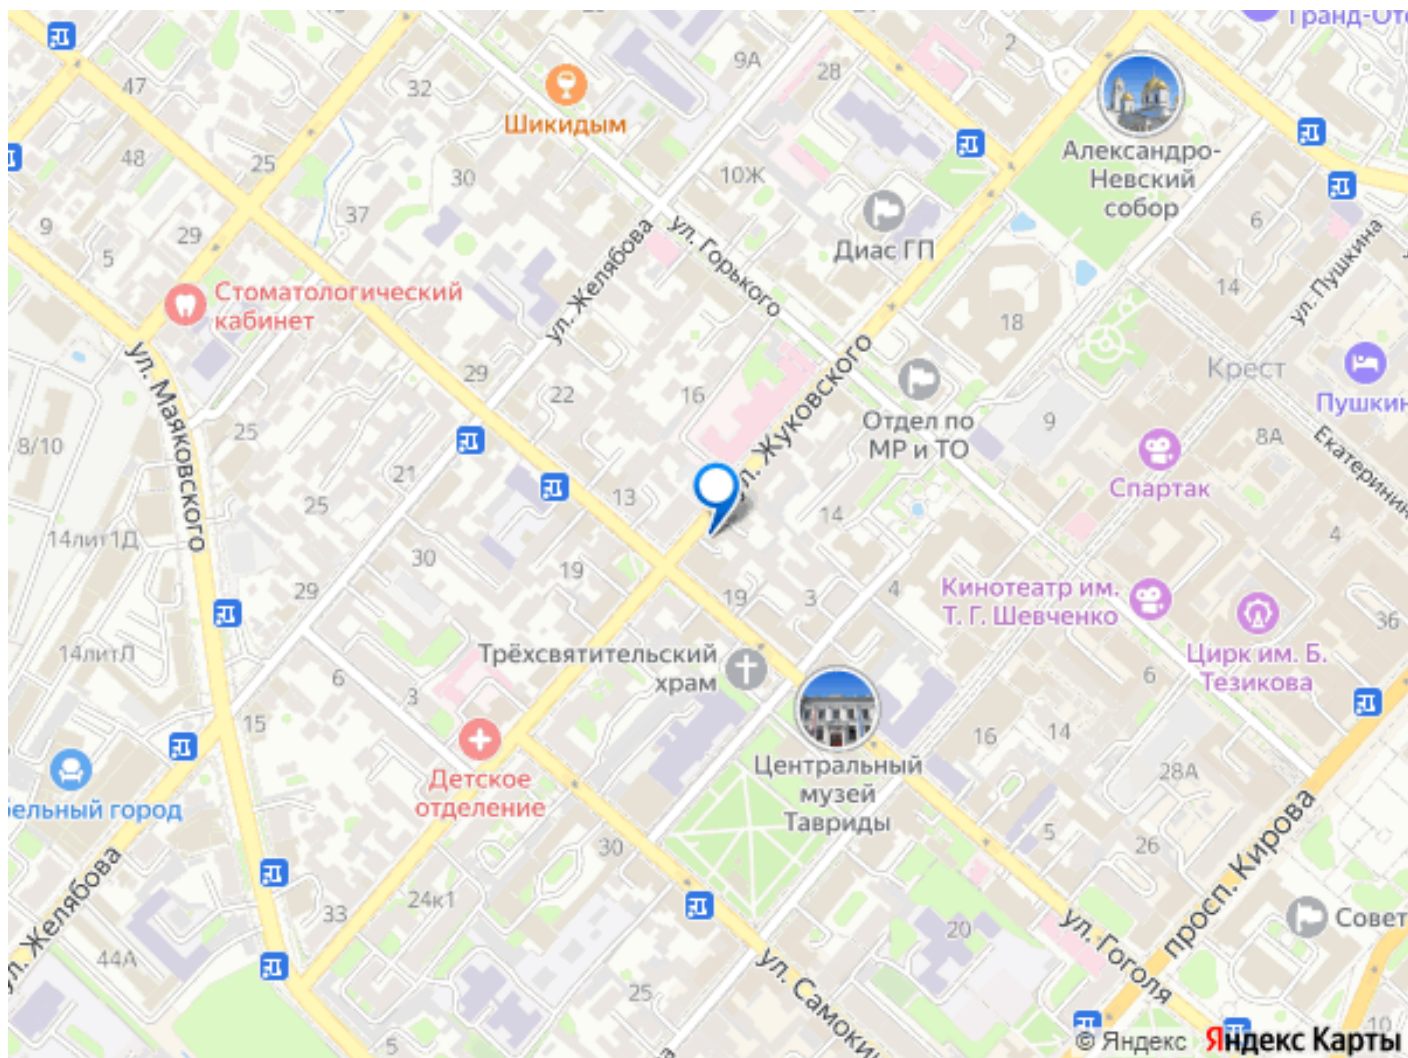 Гранд-Оте
2
9А
28
47
32
Шикидым
48
25
30
10Ж
Александро-
Невский
собор
6
37
9
29
5
Диас ГП
ул. Горького
ул. Желябова
ул. Пушкина
14
Стоматологический
кабинет
18
Крест
ул. Маяковского
29
22
16
ул. Жуковского
Отдел по
МР и ТО
9
Пушкин
8А
Екатеринин
8/10
25
21
13
Спартак
25
14
14лит1Д
30
19
4
29
19
3
4
Кинотеатр им.
Т. Г. Шевченко
36
14литЛ
Трёхсвятительский
храм
Цирк им. Б.
Тезикова
6
3
6
15
16
14
Центральный
музей
Тавриды
28А
Детское
отделение
бельный город
30
5
26
просп. Кирова
ул. Желябова
24к1
33
20
Совет
44А
ул. Гоголя
ул. Самоки
25
5
10
© Яндекс Яндекс Карты